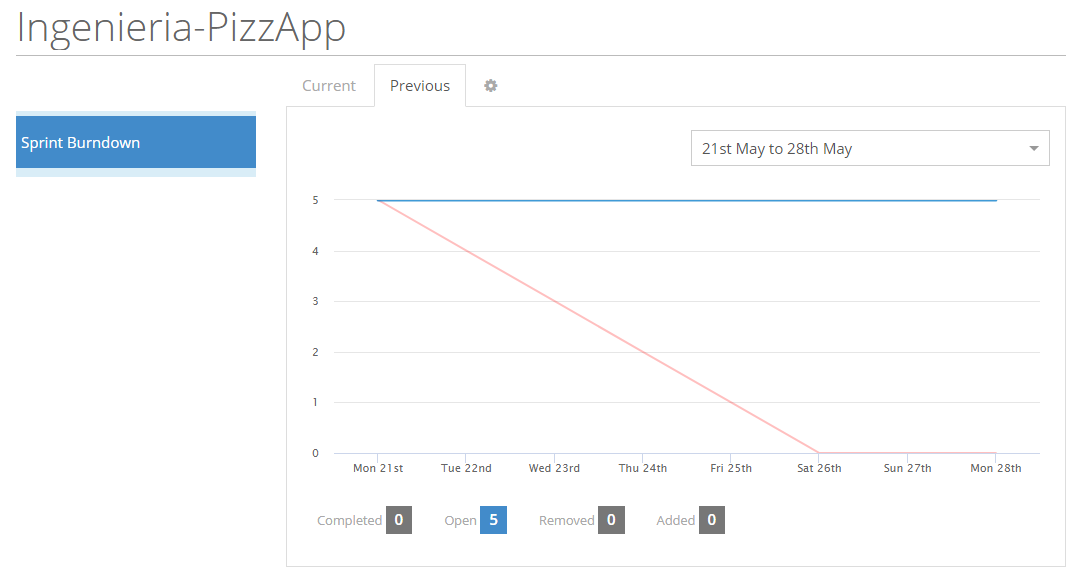 Ingenieria-PizzApp
Current Previous
Sprint Burndown
21st May to 28th May
5
4
3
2
1
0
Mon 21st Tue 22nd Wed 23rd Thu 24th Fri 25th Sat 26th Sun 27th Mon 28th
Completed 0 Open 5 Removed 0 Added 0